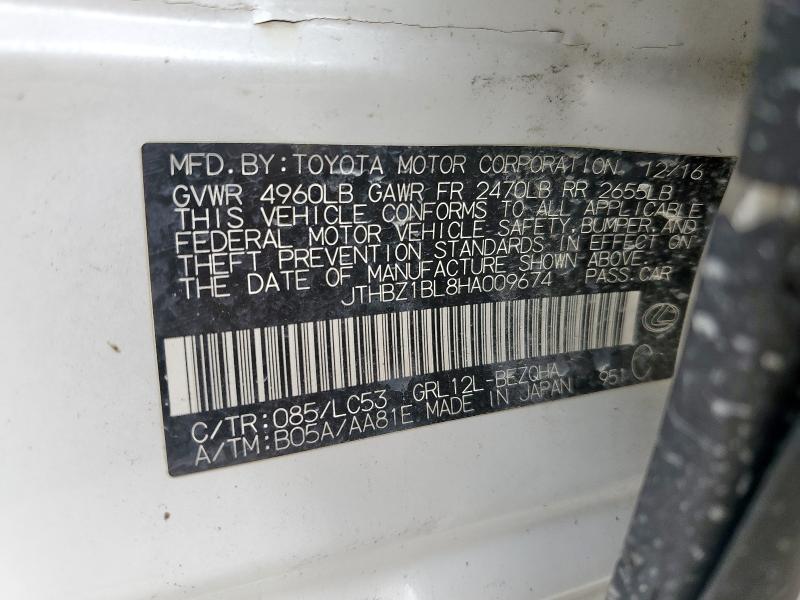 MFD. BY: TOYOTA MOTOR CORPORATION 12/16
GVWR 4960LB GAWR FR 2470LB RR 2655LB
THIS VEHICLE CONFORMS TO ALL APPLICABLE
FEDERAL MOTOR VEHICLE SAFETY, BUMPER, AND
THEFT PREVENTION STANDARDS IN EFFECT ON
THE DATE OF MANUFACTURE SHOWN ABOVE.
JTHBZ1BL8HA009674 PASS.CAR
C/TR: 085/LC53 GRL12L-BEZQHA 951 C
A/TM: B05A/AA81E MADE IN JAPAN